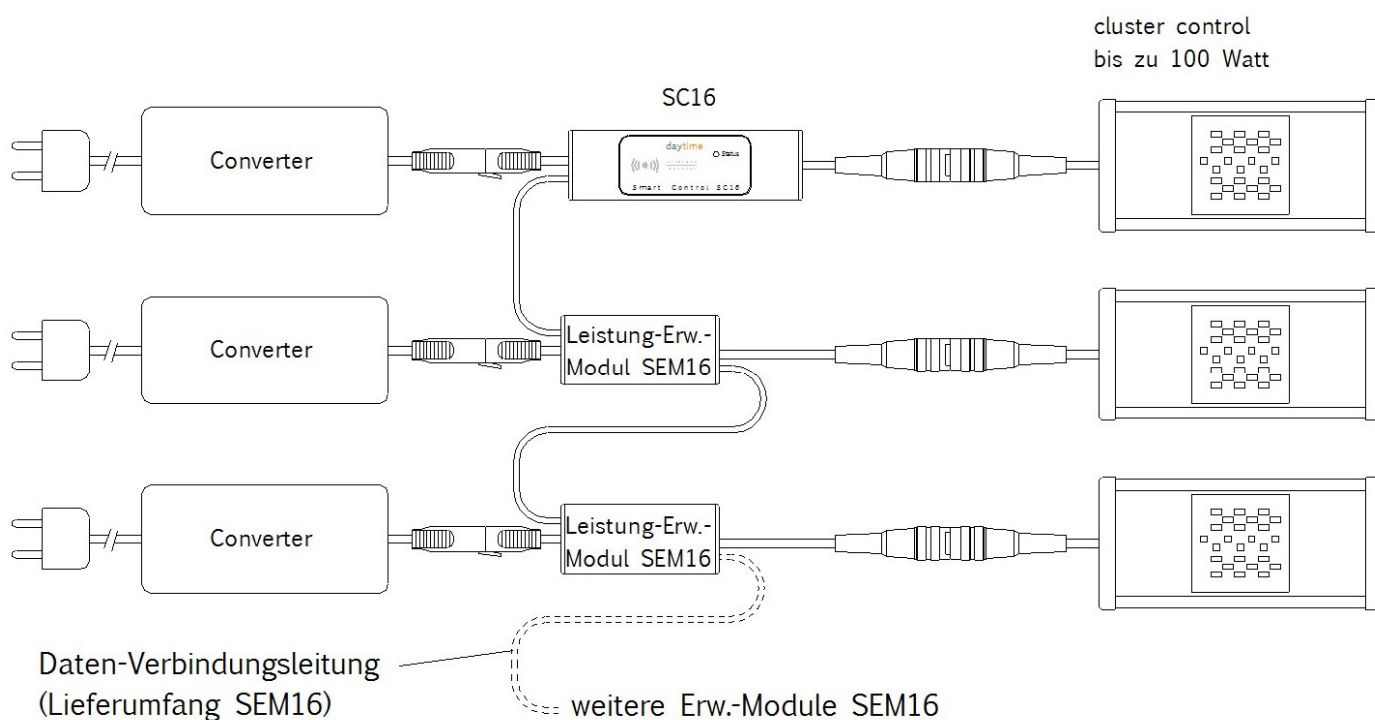 cluster control
bis zu 100 Watt
SC16
Converter
daytime
Status
Smart Control SC16
Converter
Leistung-Erw.-
Modul SEM16
Converter
Leistung-Erw.-
Modul SEM16
Daten-Verbindungsleitung
(Lieferumfang SEM16)
weitere Erw.-Module SEM16